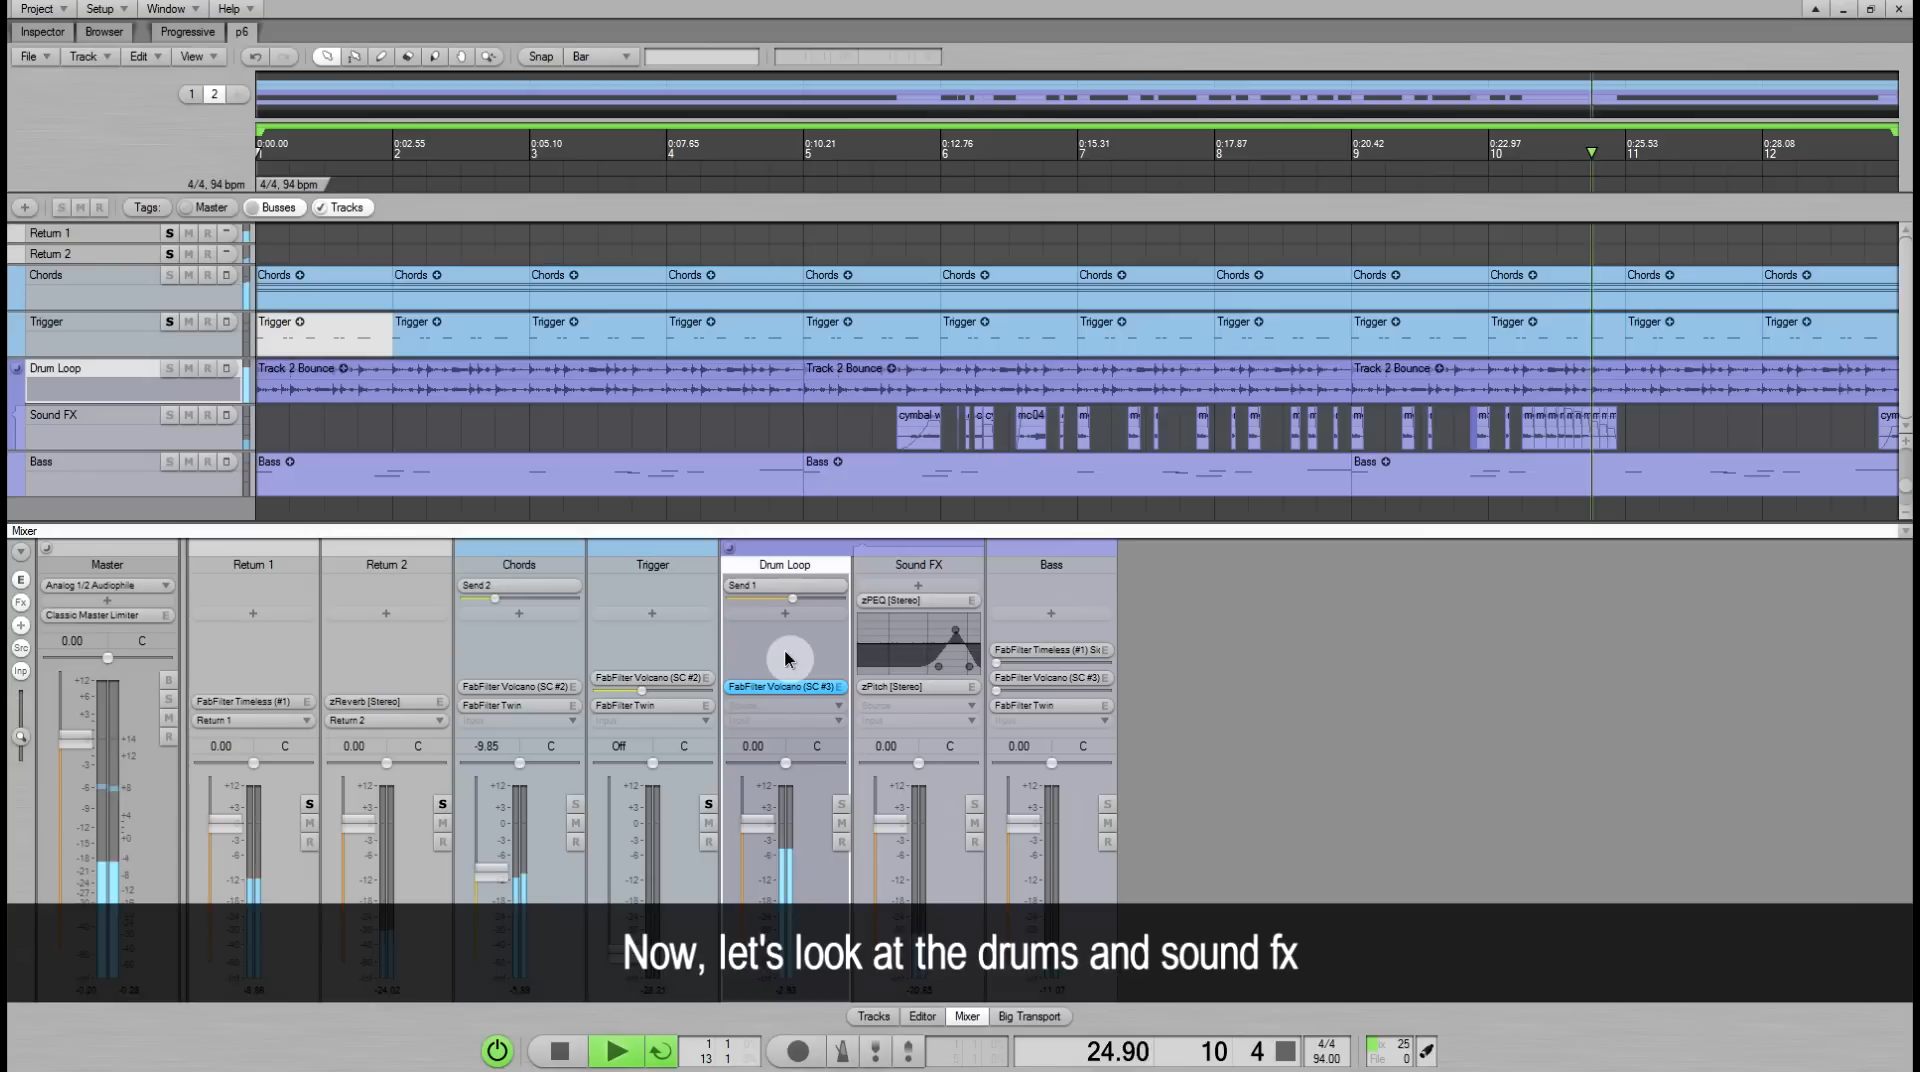 Project Setup Window Help
Inspector Browser Progressive p6
File Track Edit View Snap Bar
1 2
0:00.00 0:02.55 0:05.10 0:07.65 0:10.21 0:12.76 0:15.31 0:17.87 0:20.42 0:22.97 0:25.53 0:28.08
1 2 3 4 5 6 7 8 9 10 11 12
4/4, 94 bpm 4/4, 94 bpm
S M R Tags: Master Busses Tracks
Return 1 S M R
Return 2 S M R
Chords S M R Chords Chords Chords Chords Chords Chords Chords Chords Chords Chords Chords Chords
Trigger S M R Trigger Trigger Trigger Trigger Trigger Trigger Trigger Trigger Trigger Trigger Trigger Trigger
Drum Loop S M R Track 2 Bounce Track 2 Bounce Track 2 Bounce
Sound FX S M R cymbal w c cy mc04 m m m m m m m cym
Bass S M R Bass Bass Bass
Mixer
Master Return 1 Return 2 Chords Trigger Drum Loop Sound FX Bass
Analog 1/2 Audiophile Send 2 Send 1
E zPEQ [Stereo] E
Fx Classic Master Limiter E
0.00 C
Src FabFilter Timeless (#1) Sic E
Inp FabFilter Volcano (SC #2) E FabFilter Volcano (SC #3) E
FabFilter Volcano (SC #2) E FabFilter Volcano (SC #3) E zPitch [Stereo] E
FabFilter Timeless (#1) E zReverb [Stereo] E FabFilter Twin E FabFilter Twin E FabFilter Twin E
Return 1 Return 2
0.00 C 0.00 C -9.85 C Off C 0.00 C 0.00 C 0.00 C
Now, let's look at the drums and sound fx
Tracks Editor Mixer Big Transport
1 1
13 1
24.90 10 4
4/4
94.00
25
File 0